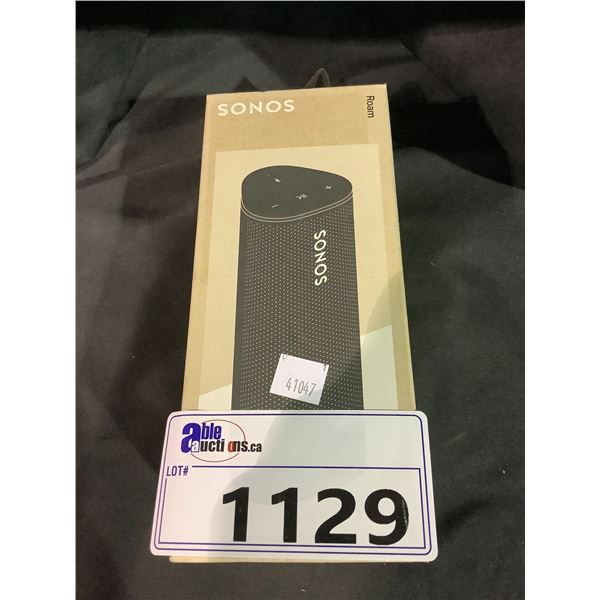 SONOS
Roam
SONOS
41047
able
auctions.ca
LOT#
1129